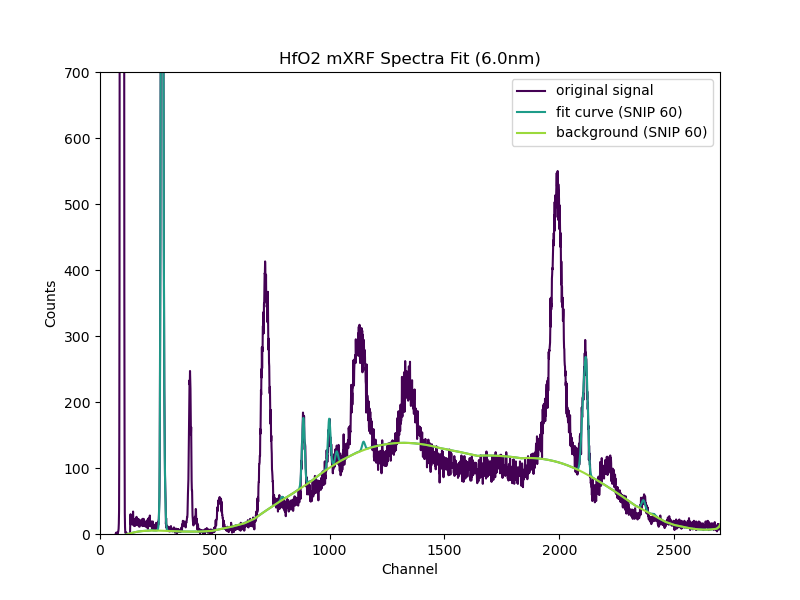 HfO2 mXRF Spectra Fit (6.0nm)
original signal
fit curve (SNIP 60)
background (SNIP 60)
Counts
700
600
500
400
300
200
100
0
0 500 1000 1500 2000 2500
Channel